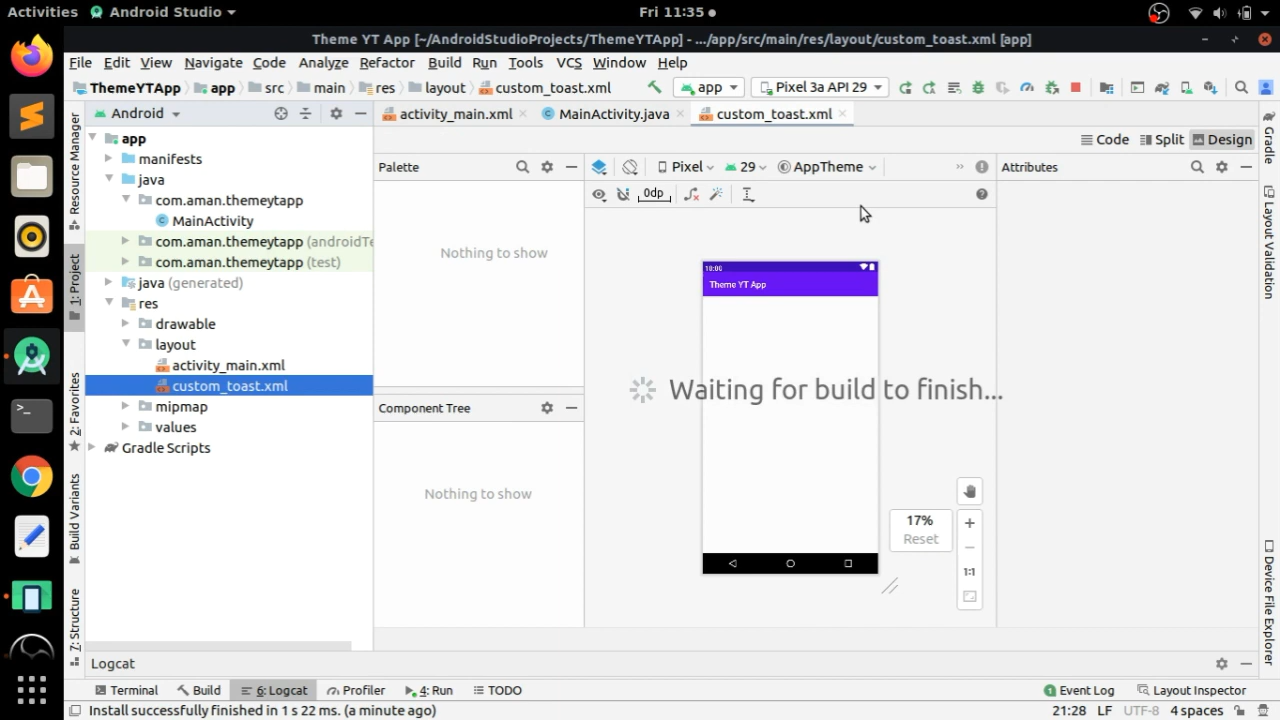 Activities
Android Studio
Fri 11:35
Theme YT App [~/AndroidStudioProjects/ThemeYTApp] - .../app/src/main/res/layout/custom_toast.xml [app]
File Edit View Navigate Code Analyze Refactor Build Run Tools VCS Window Help
ThemeYTApp app src main res layout custom_toast.xml
app
Pixel 3a API 29
Android
activity_main.xml
MainActivity.java
custom_toast.xml
Code
Split
Design
Resource Manager
1: Project
2: Favorites
Build Variants
7: Structure
app
manifests
java
com.aman.themeytapp
MainActivity
com.aman.themeytapp (androidTe
com.aman.themeytapp (test)
java (generated)
res
drawable
layout
activity_main.xml
custom_toast.xml
mipmap
values
Gradle Scripts
Palette
Nothing to show
Component Tree
Nothing to show
Pixel
29
AppTheme
0dp
Theme YT App
Waiting for build to finish...
17%
Reset
1:1
Attributes
Gradle
Layout Validation
Device File Explorer
Logcat
Terminal
Build
6: Logcat
Profiler
4: Run
TODO
1 Event Log
Layout Inspector
Install successfully finished in 1 s 22 ms. (a minute ago)
21:28 LF UTF-8 4 spaces